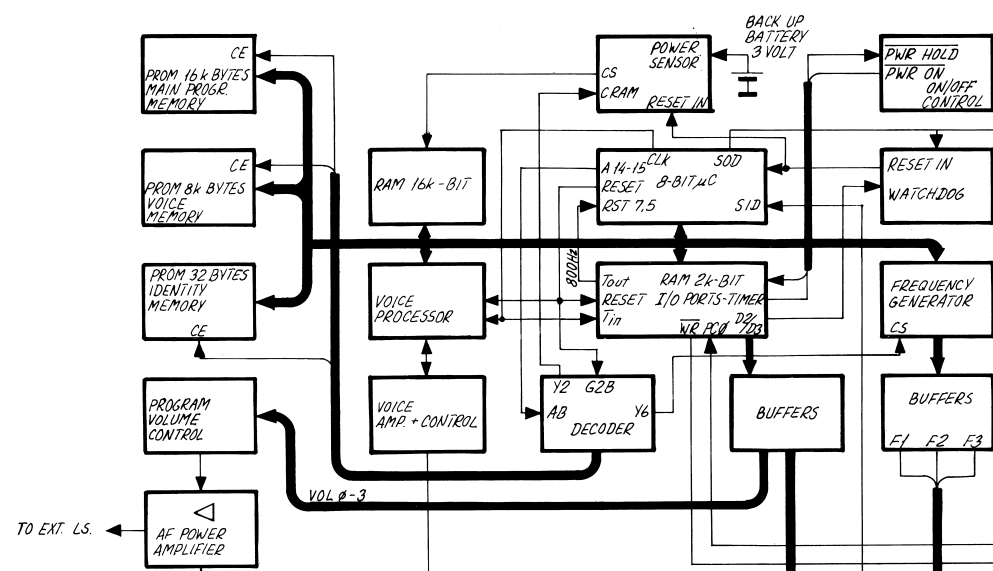 BACK UP
BATTERY
3 VOLT
CE
PROM 16 k BYTES
MAIN PROGR.
MEMORY
POWER
SENSOR
CS
CRAM
RESET IN
PWR HOLD
PWR ON
ON/OFF
CONTROL
CE
PROM 8k BYTES
VOICE
MEMORY
RAM 16k-BIT
A 14-15
CLK
SOD
RESET
8-BIT µC
RST 7,5
SID
RESET IN
WATCHDOG
800Hz
PROM 32 BYTES
IDENTITY
MEMORY
CE
VOICE
PROCESSOR
Tout
RAM 2k-BIT
RESET
I/O PORTS-TIMER
Tin
WR
PCØ
D2/
/D3
FREQUENCY
GENERATOR
CS
PROGRAM
VOLUME
CONTROL
VOICE
AMP. + CONTROL
Y2
G2B
AB
Y6
DECODER
BUFFERS
BUFFERS
F1
F2
F3
VOL Ø-3
TO EXT. LS.
AF POWER
AMPLIFIER